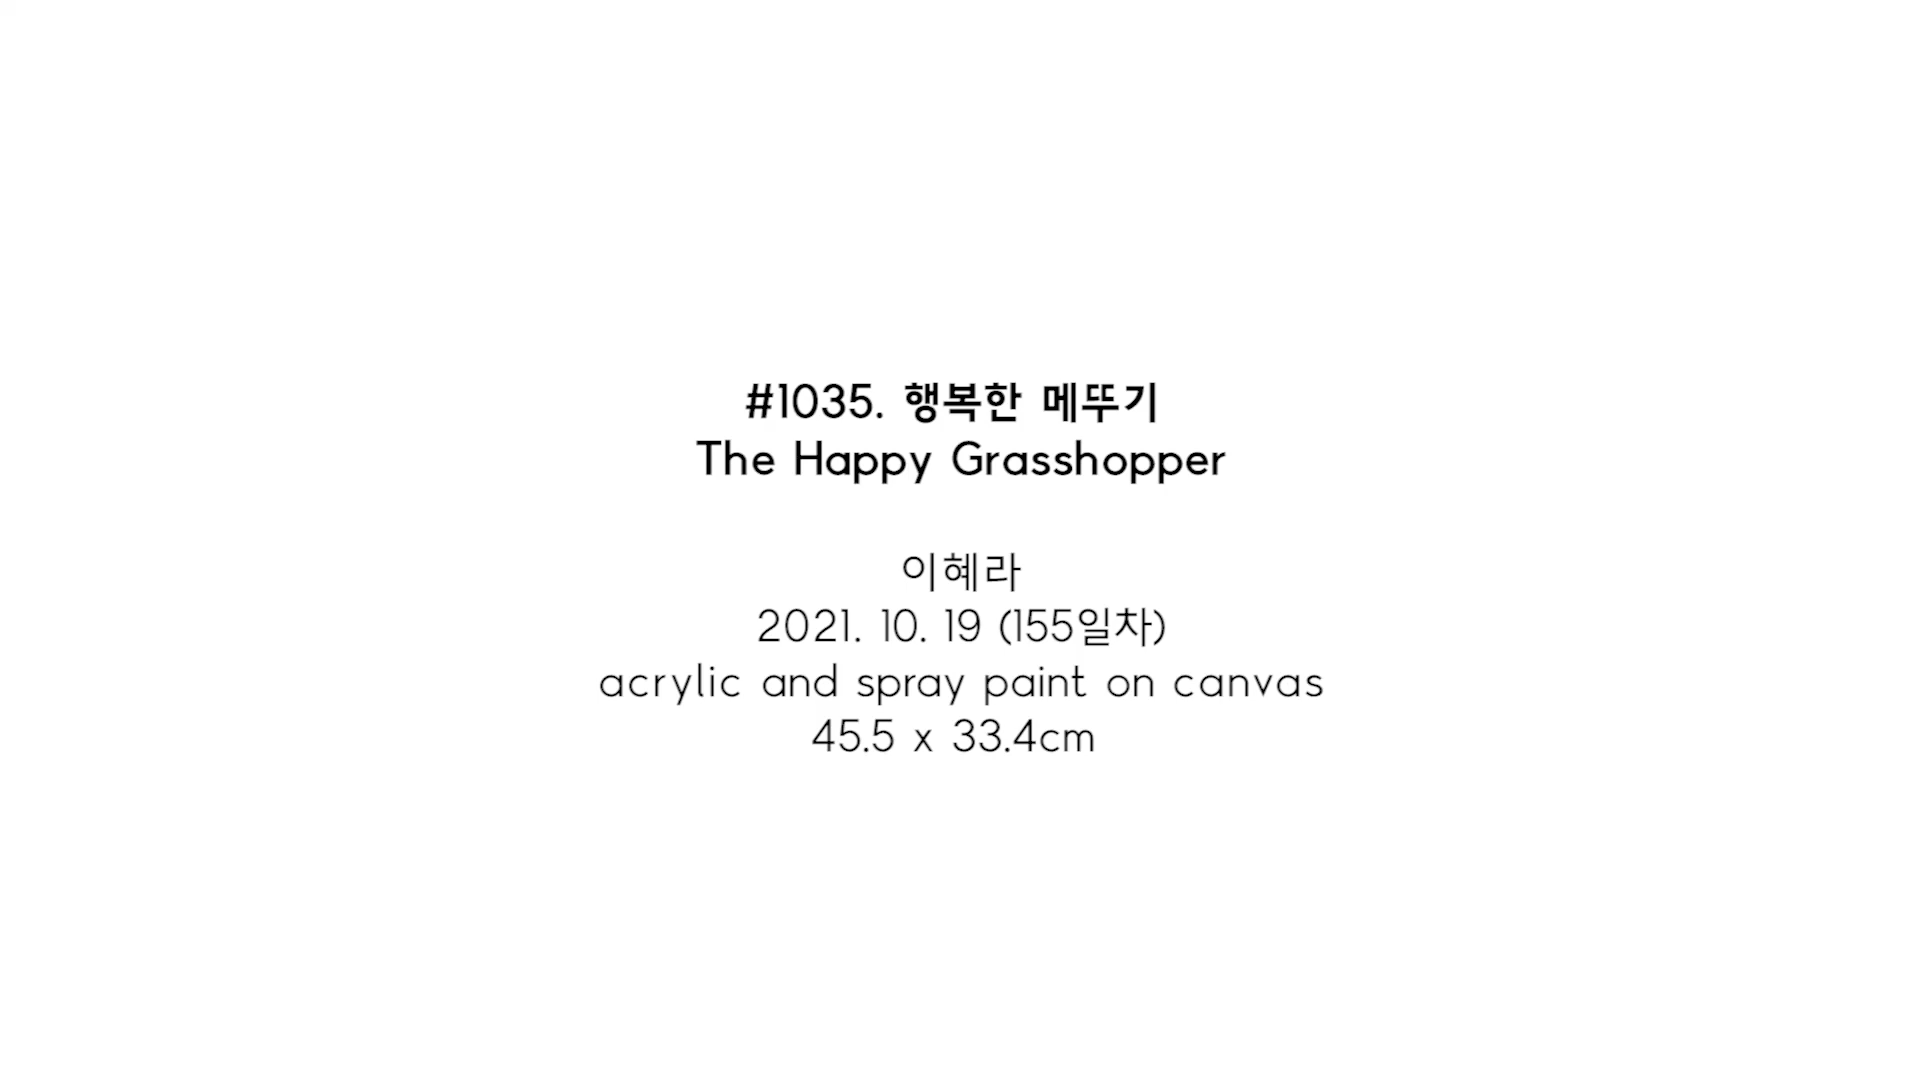 #1035. 행복한 메뚜기
The Happy Grasshopper
이혜라
2021. 10. 19 (155일차)
acrylic and spray paint on canvas
45.5 x 33.4cm